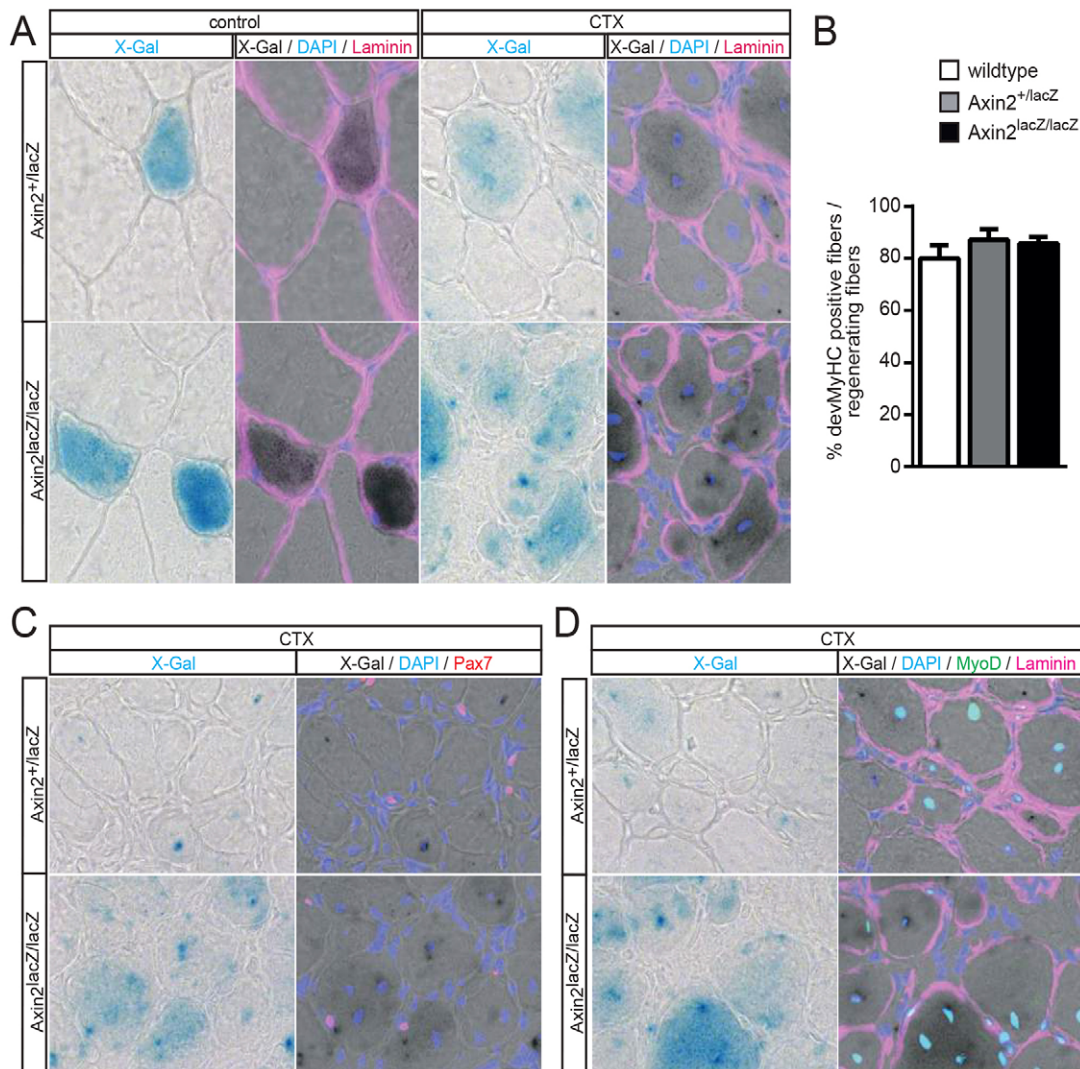 A
control
CTX
X-Gal
X-Gal / DAPI / Laminin
X-Gal
X-Gal / DAPI / Laminin
Axin2+/lacZ
Axin2lacZ/lacZ
B
wildtype
Axin2+/lacZ
Axin2lacZ/lacZ
% devMyHC positive fibers /
regenerating fibers
100
80
60
40
20
0
C
CTX
X-Gal
X-Gal / DAPI / Pax7
Axin2+/lacZ
Axin2lacZ/lacZ
D
CTX
X-Gal
X-Gal / DAPI / MyoD / Laminin
Axin2+/lacZ
Axin2lacZ/lacZ